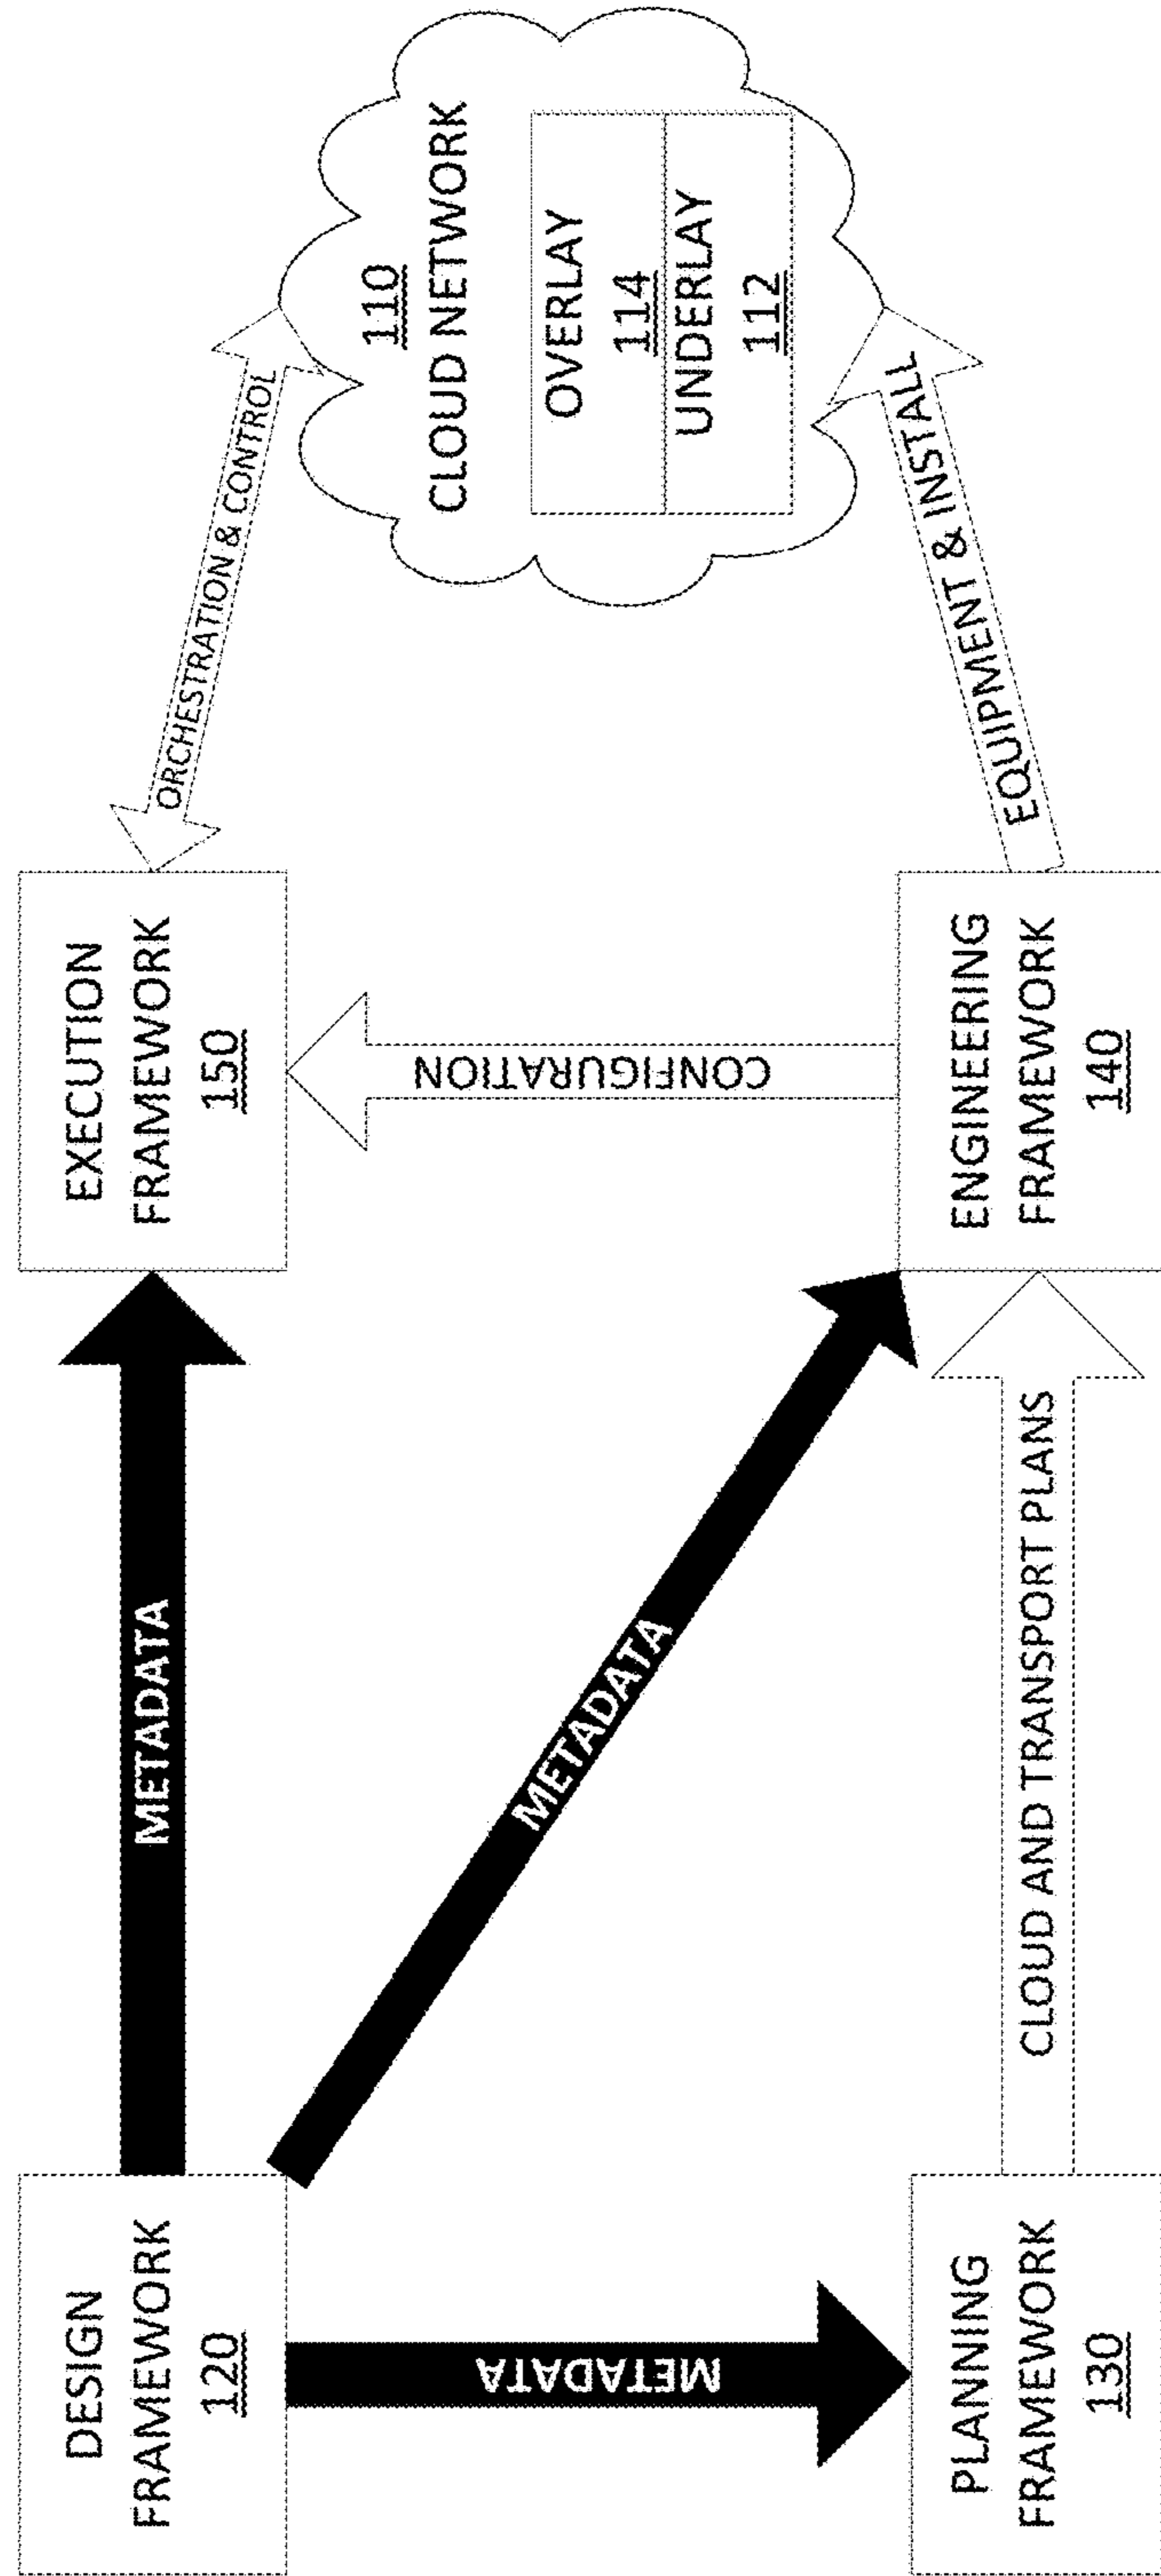 DESIGN
FRAMEWORK
120
METADATA
EXECUTION
FRAMEWORK
150
ORCHESTRATION & CONTROL
110
CLOUD NETWORK
OVERLAY
114
UNDERLAY
112
METADATA
METADATA
CONFIGURATION
PLANNING
FRAMEWORK
130
CLOUD AND TRANSPORT PLANS
ENGINEERING
FRAMEWORK
140
EQUIPMENT & INSTALL